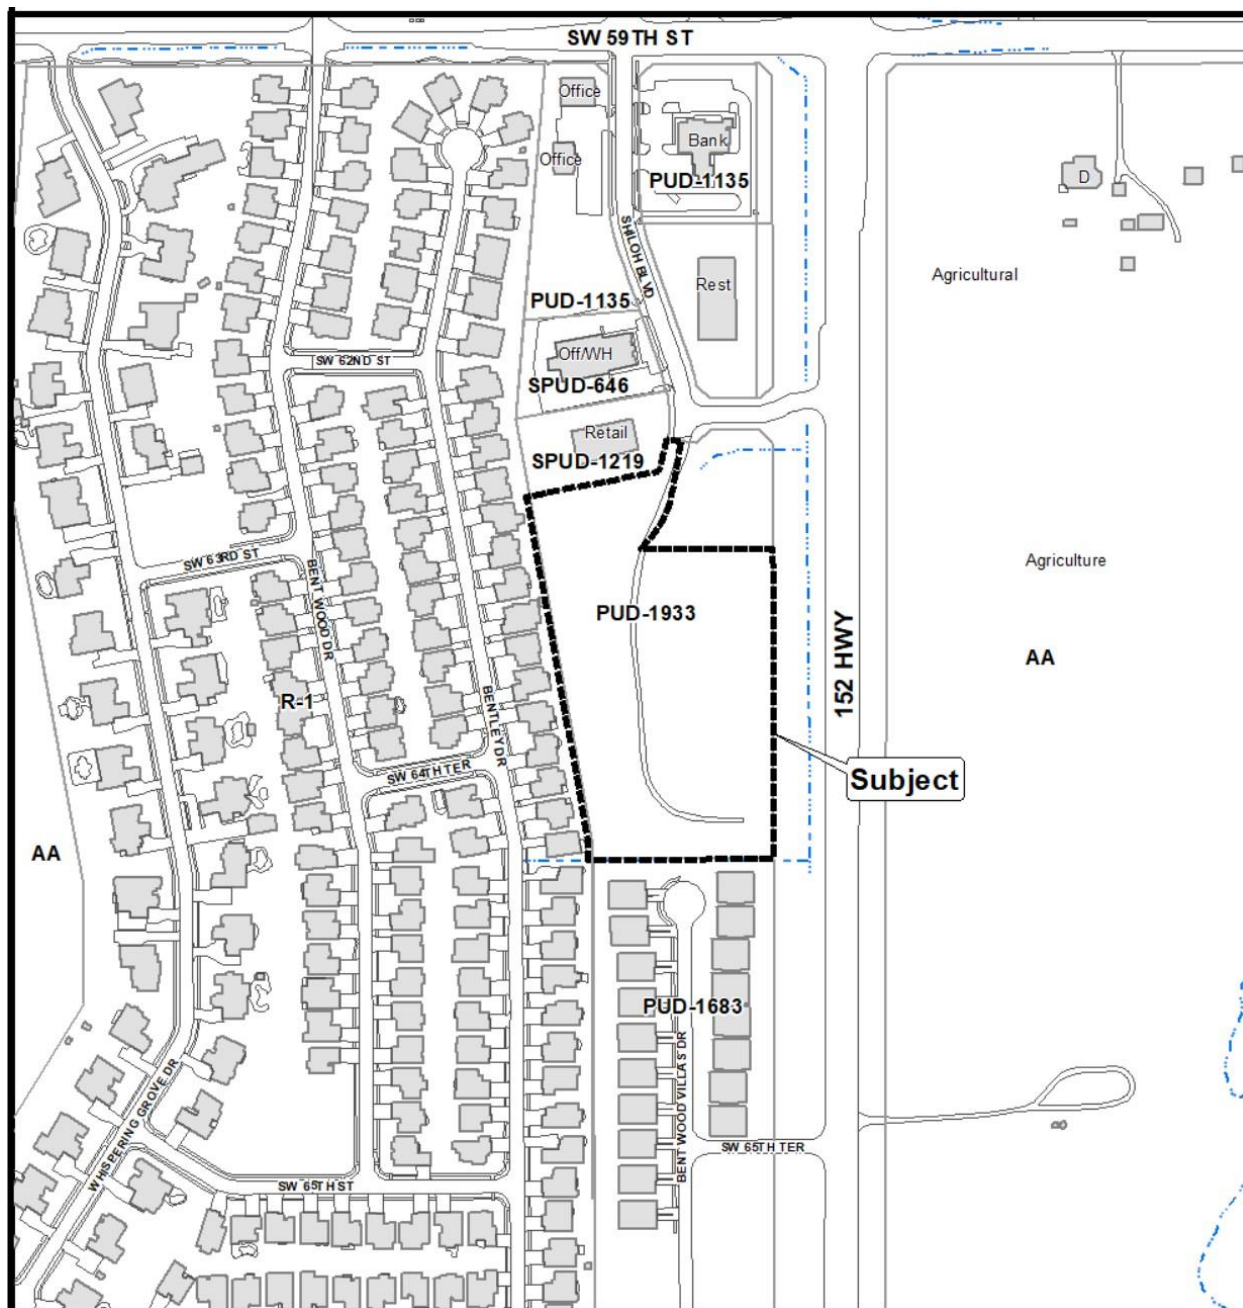 SW 59TH ST
Office
Bank
Office
D
PUD-1135
SHILOH BLVD
Agricultural
Rest
PUD-1135
Off/WH
SW 62ND ST
SPUD-646
Retail
SPUD-1219
SW 63RD ST
BENT WOOD DR
Agriculture
PUD-1933
152 HWY
AA
R-1
BENTLEY DR
SW 64TH TER
Subject
AA
PUD-1683
BENT WOOD VILLAS DR
WHISPERING GROVE DR
SW 65TH TER
SW 65TH ST